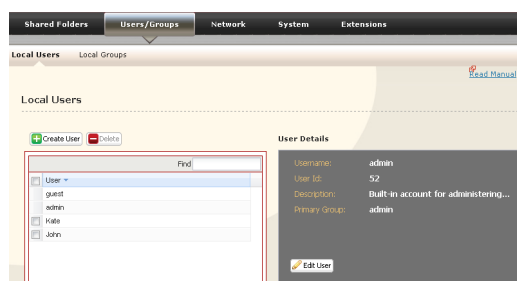 Shared Folders Users/Groups Network System Extensions
Local Users Local Groups
Read Manual
Local Users
Create User Delete
User Details
Find
User
guest
admin
Kate
John
Username: admin
User Id: 52
Description: Built-in account for administering...
Primary Group: admin
Edit User